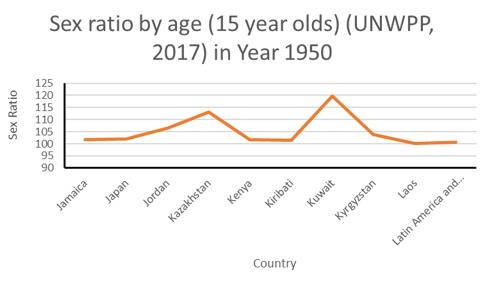 Sex ratio by age (15 year olds) (UNWPP,
2017) in Year 1950
Sex Ratio
125
120
115
110
105
100
95
90
Jamaica
Japan
Jordan
Kazakhstan
Kenya
Kiribati
Kuwait
Kyrgyzstan
Laos
Latin America and...
Country